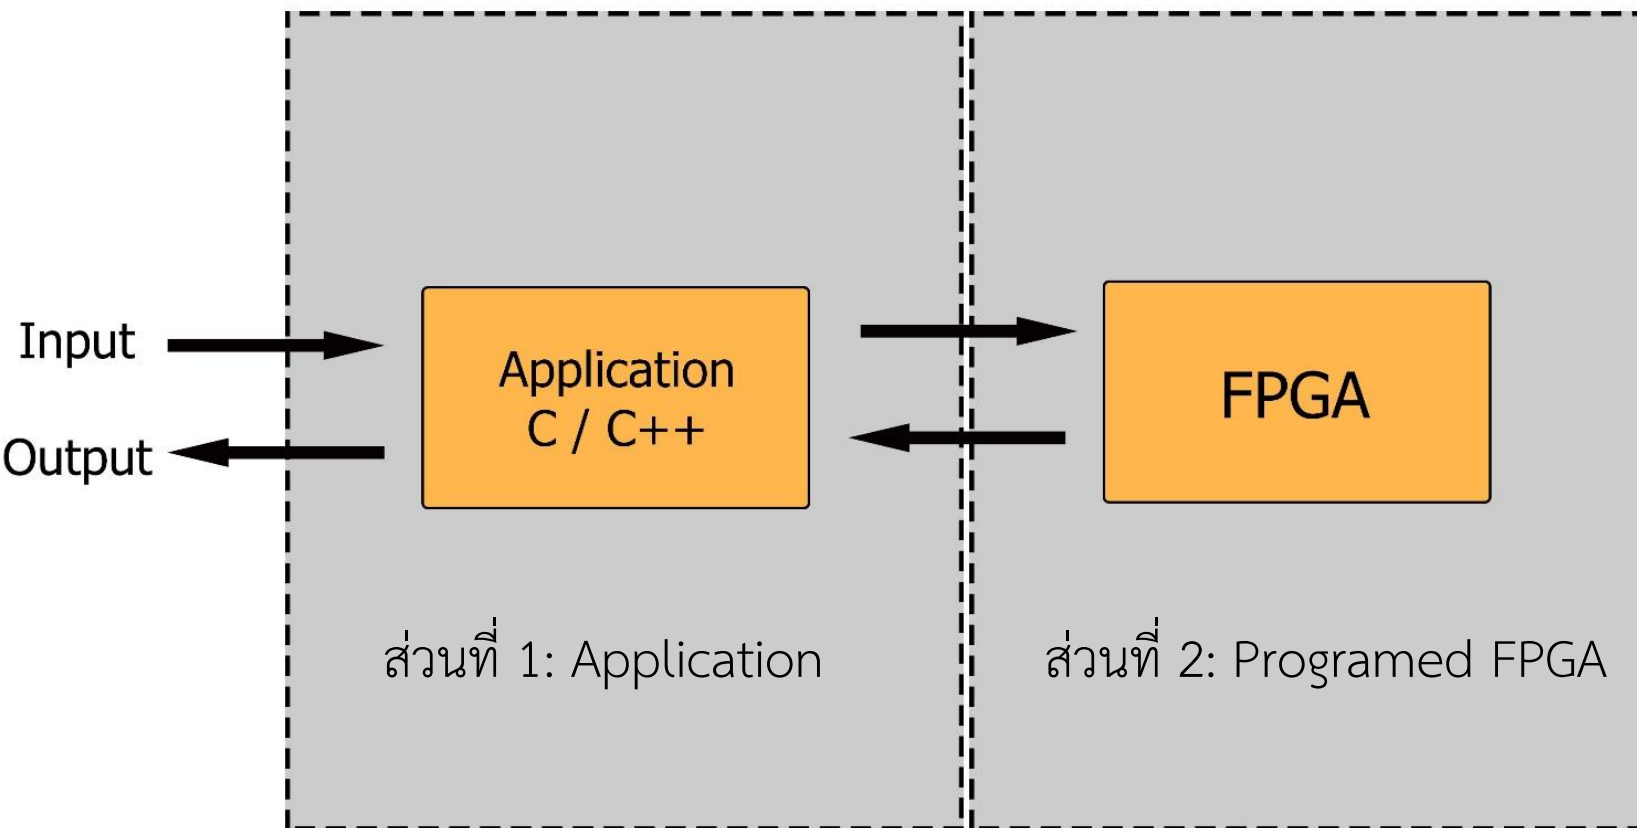 Input
Output
Application
C / C++
FPGA
ส่วนที่ 1: Application
ส่วนที่ 2: Programed FPGA